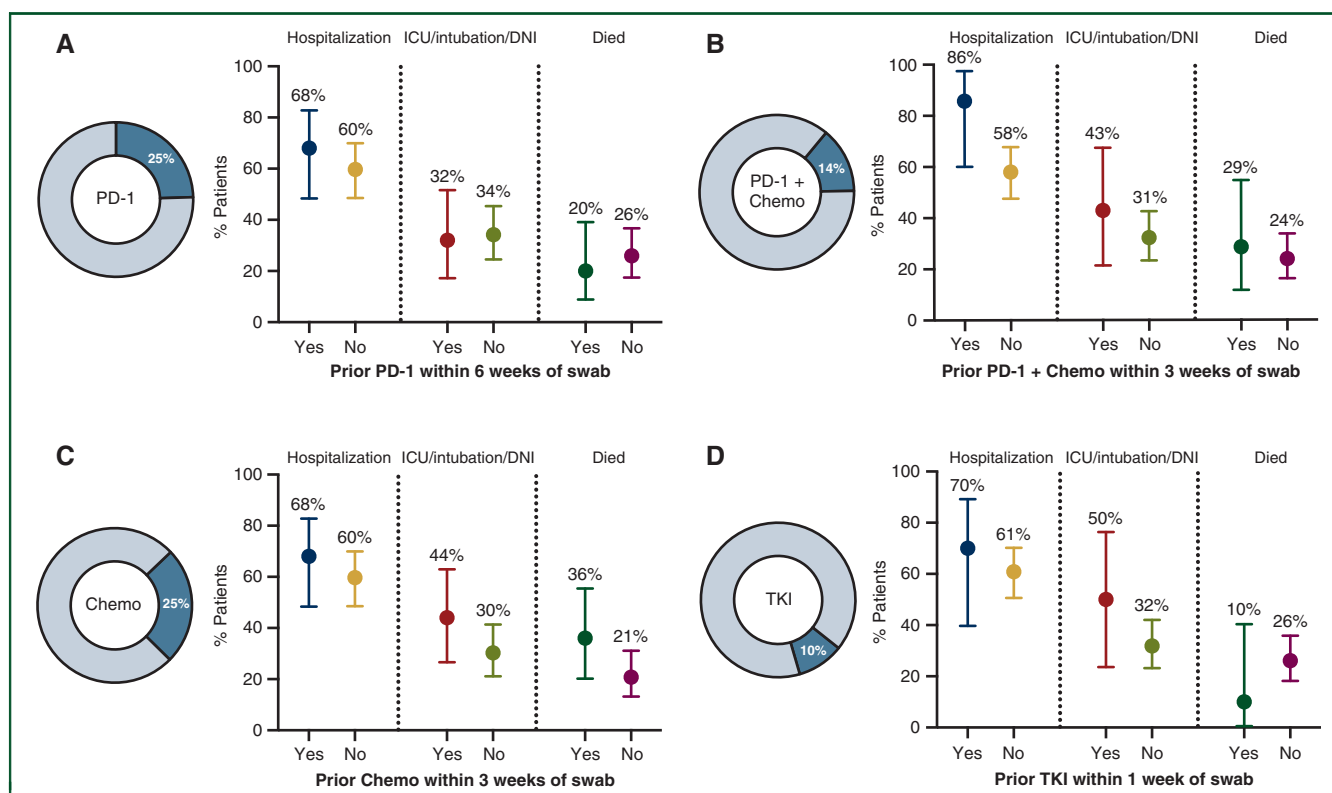 A
Hospitalization ICU/intubation/DNI Died
100
80
60
40
20
0
% Patients
PD-1
25%
68%
60%
32%
34%
20%
26%
Yes No Yes No Yes No
Prior PD-1 within 6 weeks of swab
B
Hospitalization ICU/intubation/DNI Died
100
80
60
40
20
0
% Patients
PD-1 +
Chemo
14%
86%
58%
43%
31%
29%
24%
Yes No Yes No Yes No
Prior PD-1 + Chemo within 3 weeks of swab
C
Hospitalization ICU/intubation/DNI Died
100
80
60
40
20
0
% Patients
Chemo
25%
68%
60%
44%
30%
36%
21%
Yes No Yes No Yes No
Prior Chemo within 3 weeks of swab
D
Hospitalization ICU/intubation/DNI Died
100
80
60
40
20
0
% Patients
TKI
10%
70%
61%
50%
32%
10%
26%
Yes No Yes No Yes No
Prior TKI within 1 week of swab